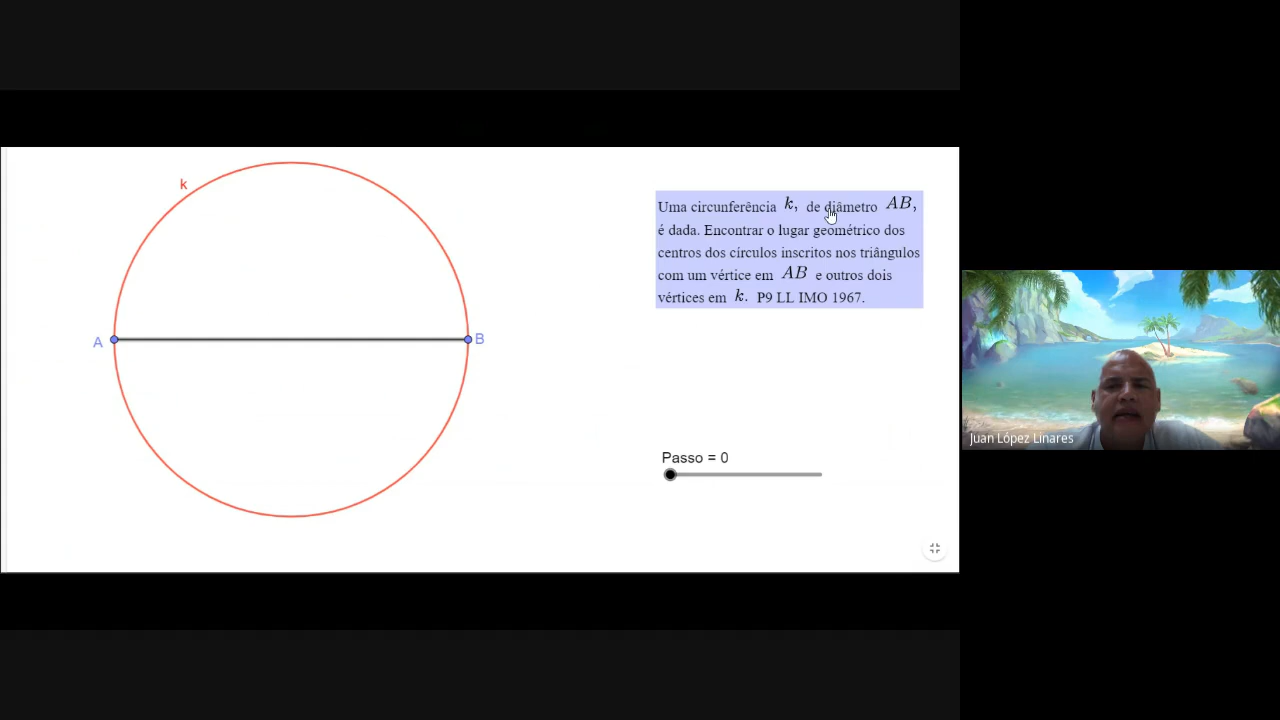 k
A
B
Uma circunferência k, de diâmetro AB,
é dada. Encontrar o lugar geométrico dos
centros dos círculos inscritos nos triângulos
com um vértice em AB e outros dois
vértices em k. P9 LL IMO 1967.
Passo = 0
Juan López Linares